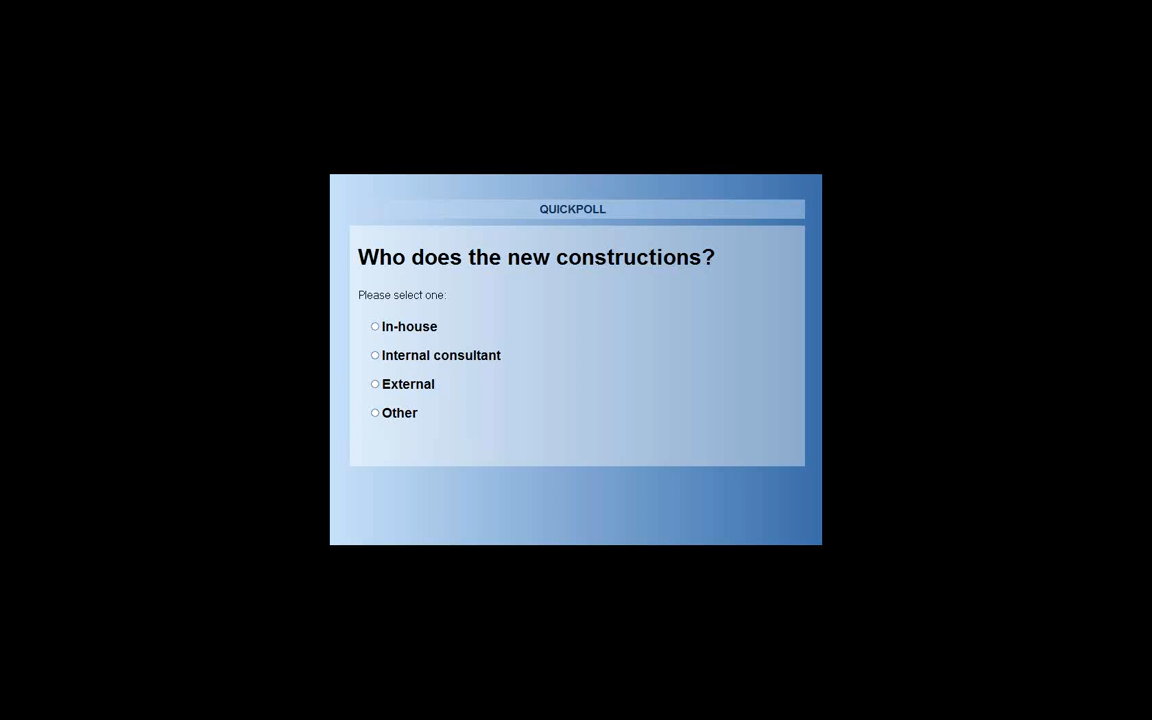 QUICKPOLL
Who does the new constructions?
Please select one:
In-house
Internal consultant
External
Other